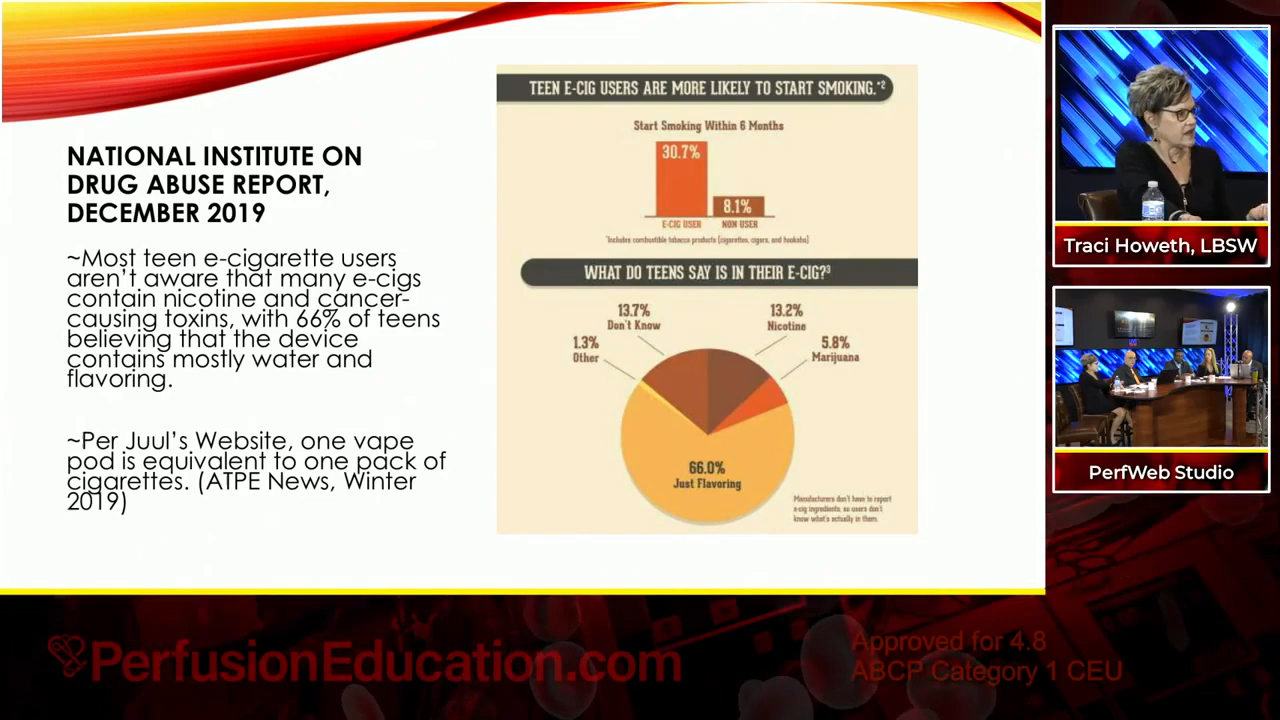 NATIONAL INSTITUTE ON
DRUG ABUSE REPORT,
DECEMBER 2019
~Most teen e-cigarette users
aren't aware that many e-cigs
contain nicotine and cancer-
causing toxins, with 66% of teens
believing that the device
contains mostly water and
flavoring.
~Per Juul's Website, one vape
pod is equivalent to one pack of
cigarettes. (ATPE News, Winter
2019)
TEEN E-CIG USERS ARE MORE LIKELY TO START SMOKING.*2
Start Smoking Within 6 Months
30.7%
8.1%
E-CIG USER
NON USER
*Includes combustible tobacco products (cigarettes, cigars, and hookahs)
WHAT DO TEENS SAY IS IN THEIR E-CIG?3
13.7%
Don't Know
13.2%
Nicotine
1.3%
Other
5.8%
Marijuana
66.0%
Just Flavoring
Manufacturers don't have to report
e-cig ingredients, so users don't
know what's actually in them.
Traci Howeth, LBSW
PerfWeb Studio
PerfusionEducation.com
Approved for 4.8
ABCP Category 1 CEU